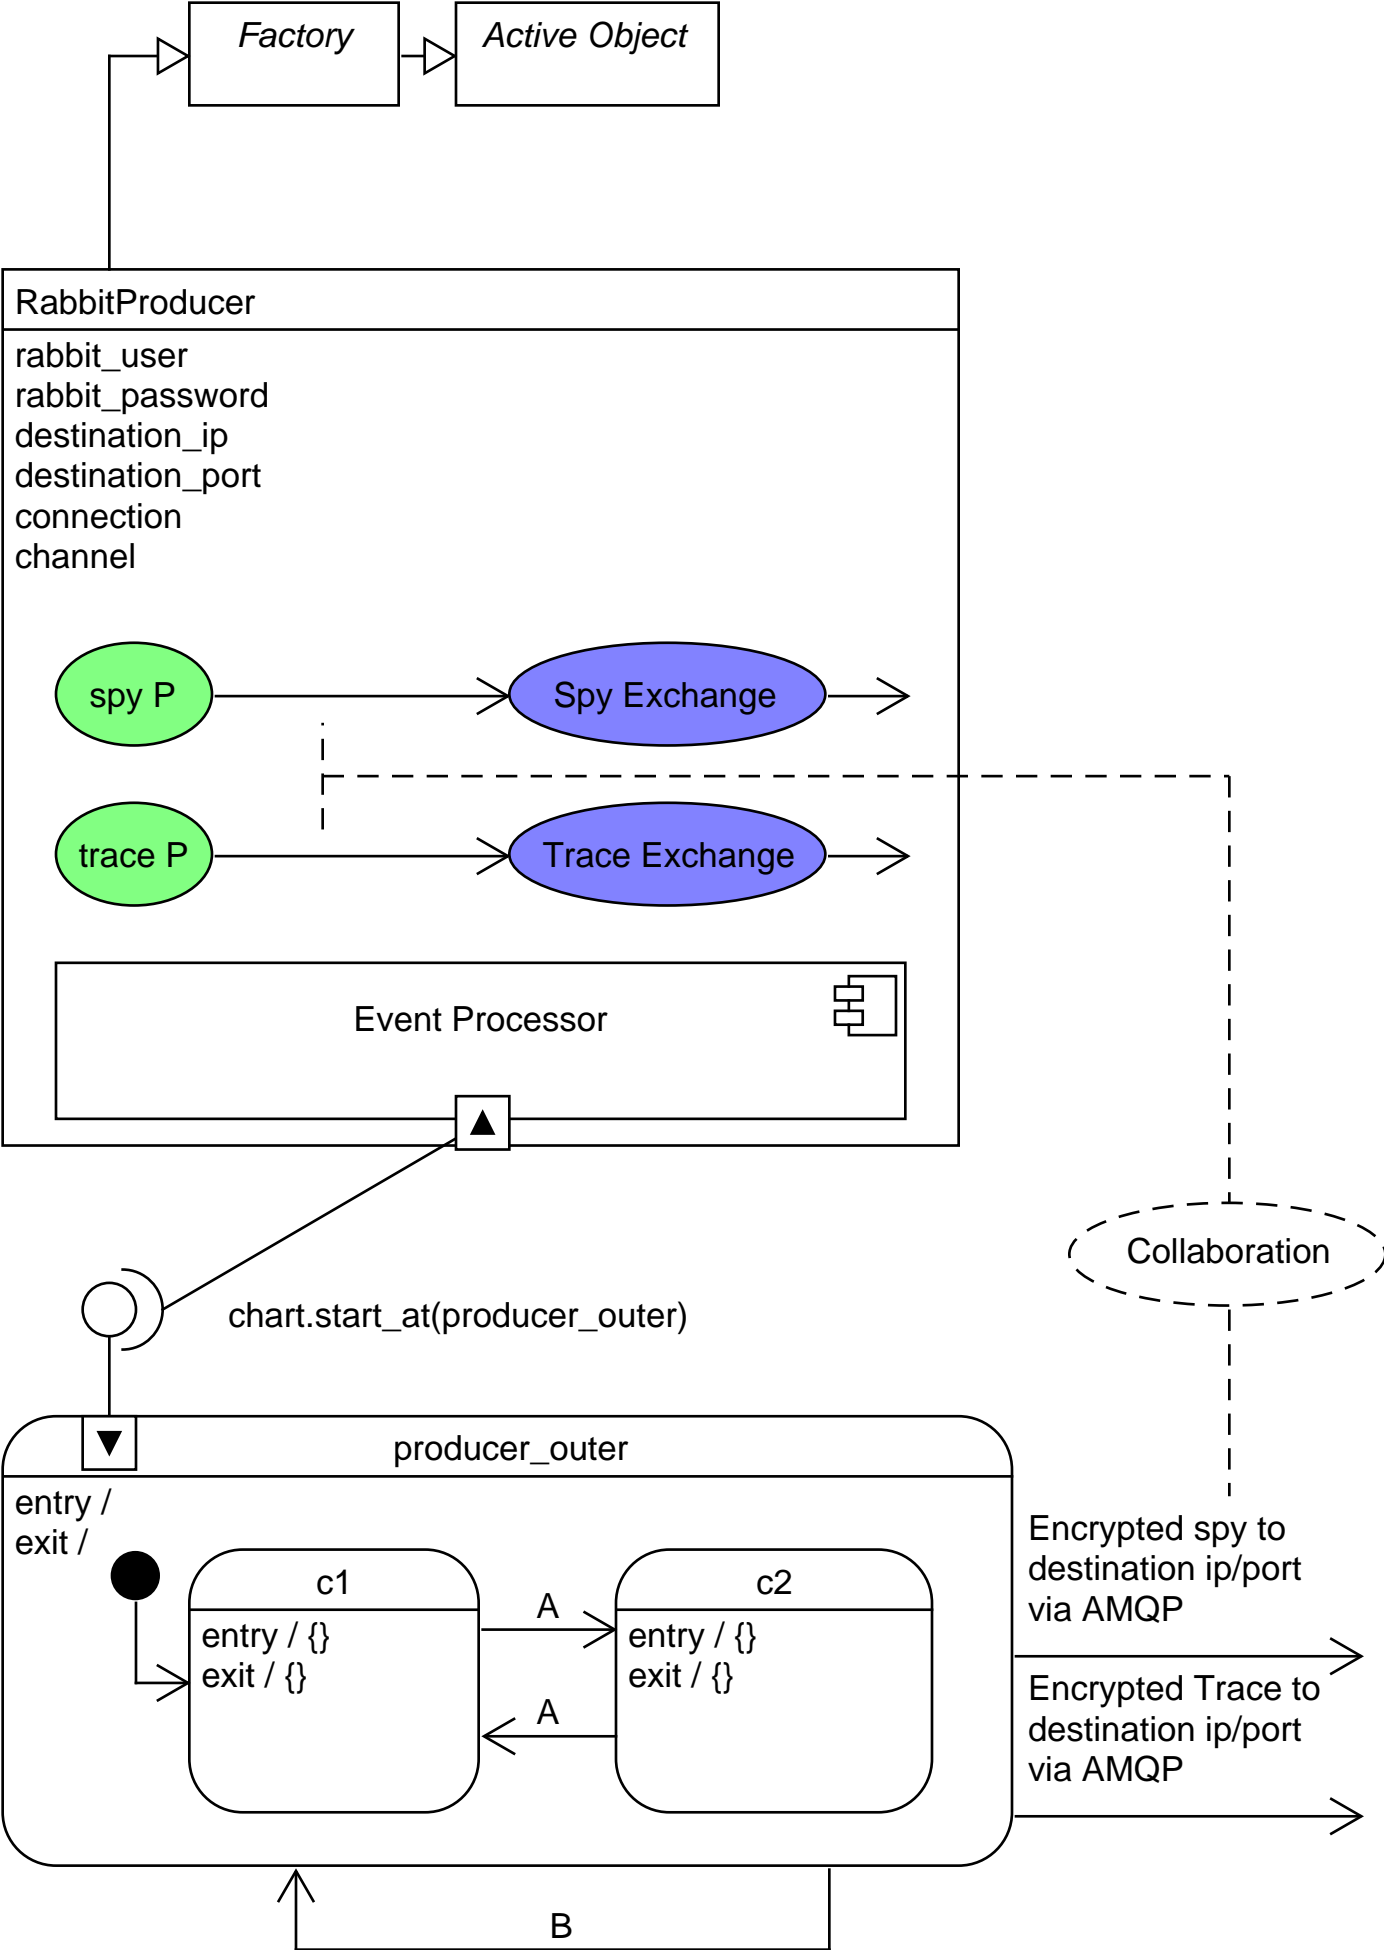 Factory
Active Object
RabbitProducer
rabbit_user
rabbit_password
destination_ip
destination_port
connection
channel
spy P
Spy Exchange
trace P
Trace Exchange
Event Processor
Collaboration
chart.start_at(producer_outer)
producer_outer
entry /
exit /
c1
entry / {}
exit / {}
A
A
c2
entry / {}
exit / {}
Encrypted spy to
destination ip/port
via AMQP
Encrypted Trace to
destination ip/port
via AMQP
B